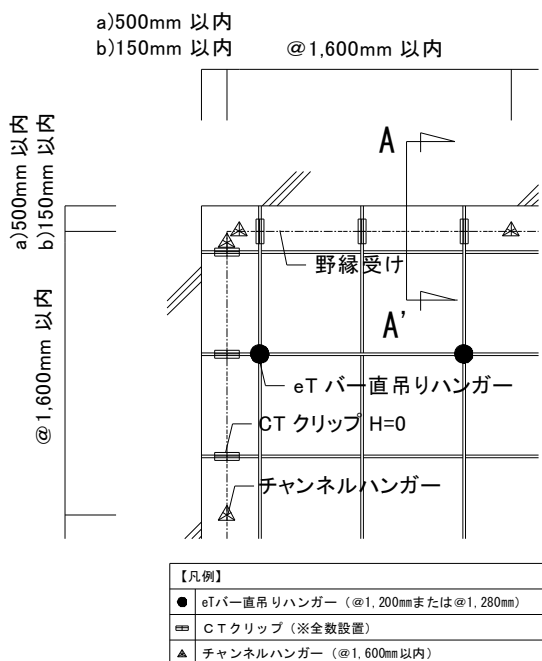 a)500mm 以内
b)150mm 以内
@1,600mm 以内
a)500mm 以内
b)150mm 以内
@1,600mm 以内
A
野縁受け
A'
eT バー直吊りハンガー
CT クリップ H=0
チャンネルハンガー
【凡例】
eTバー直吊りハンガー（@1,200mmまたは@1,280mm）
CTクリップ（※全数設置）
チャンネルハンガー（@1,600mm以内）